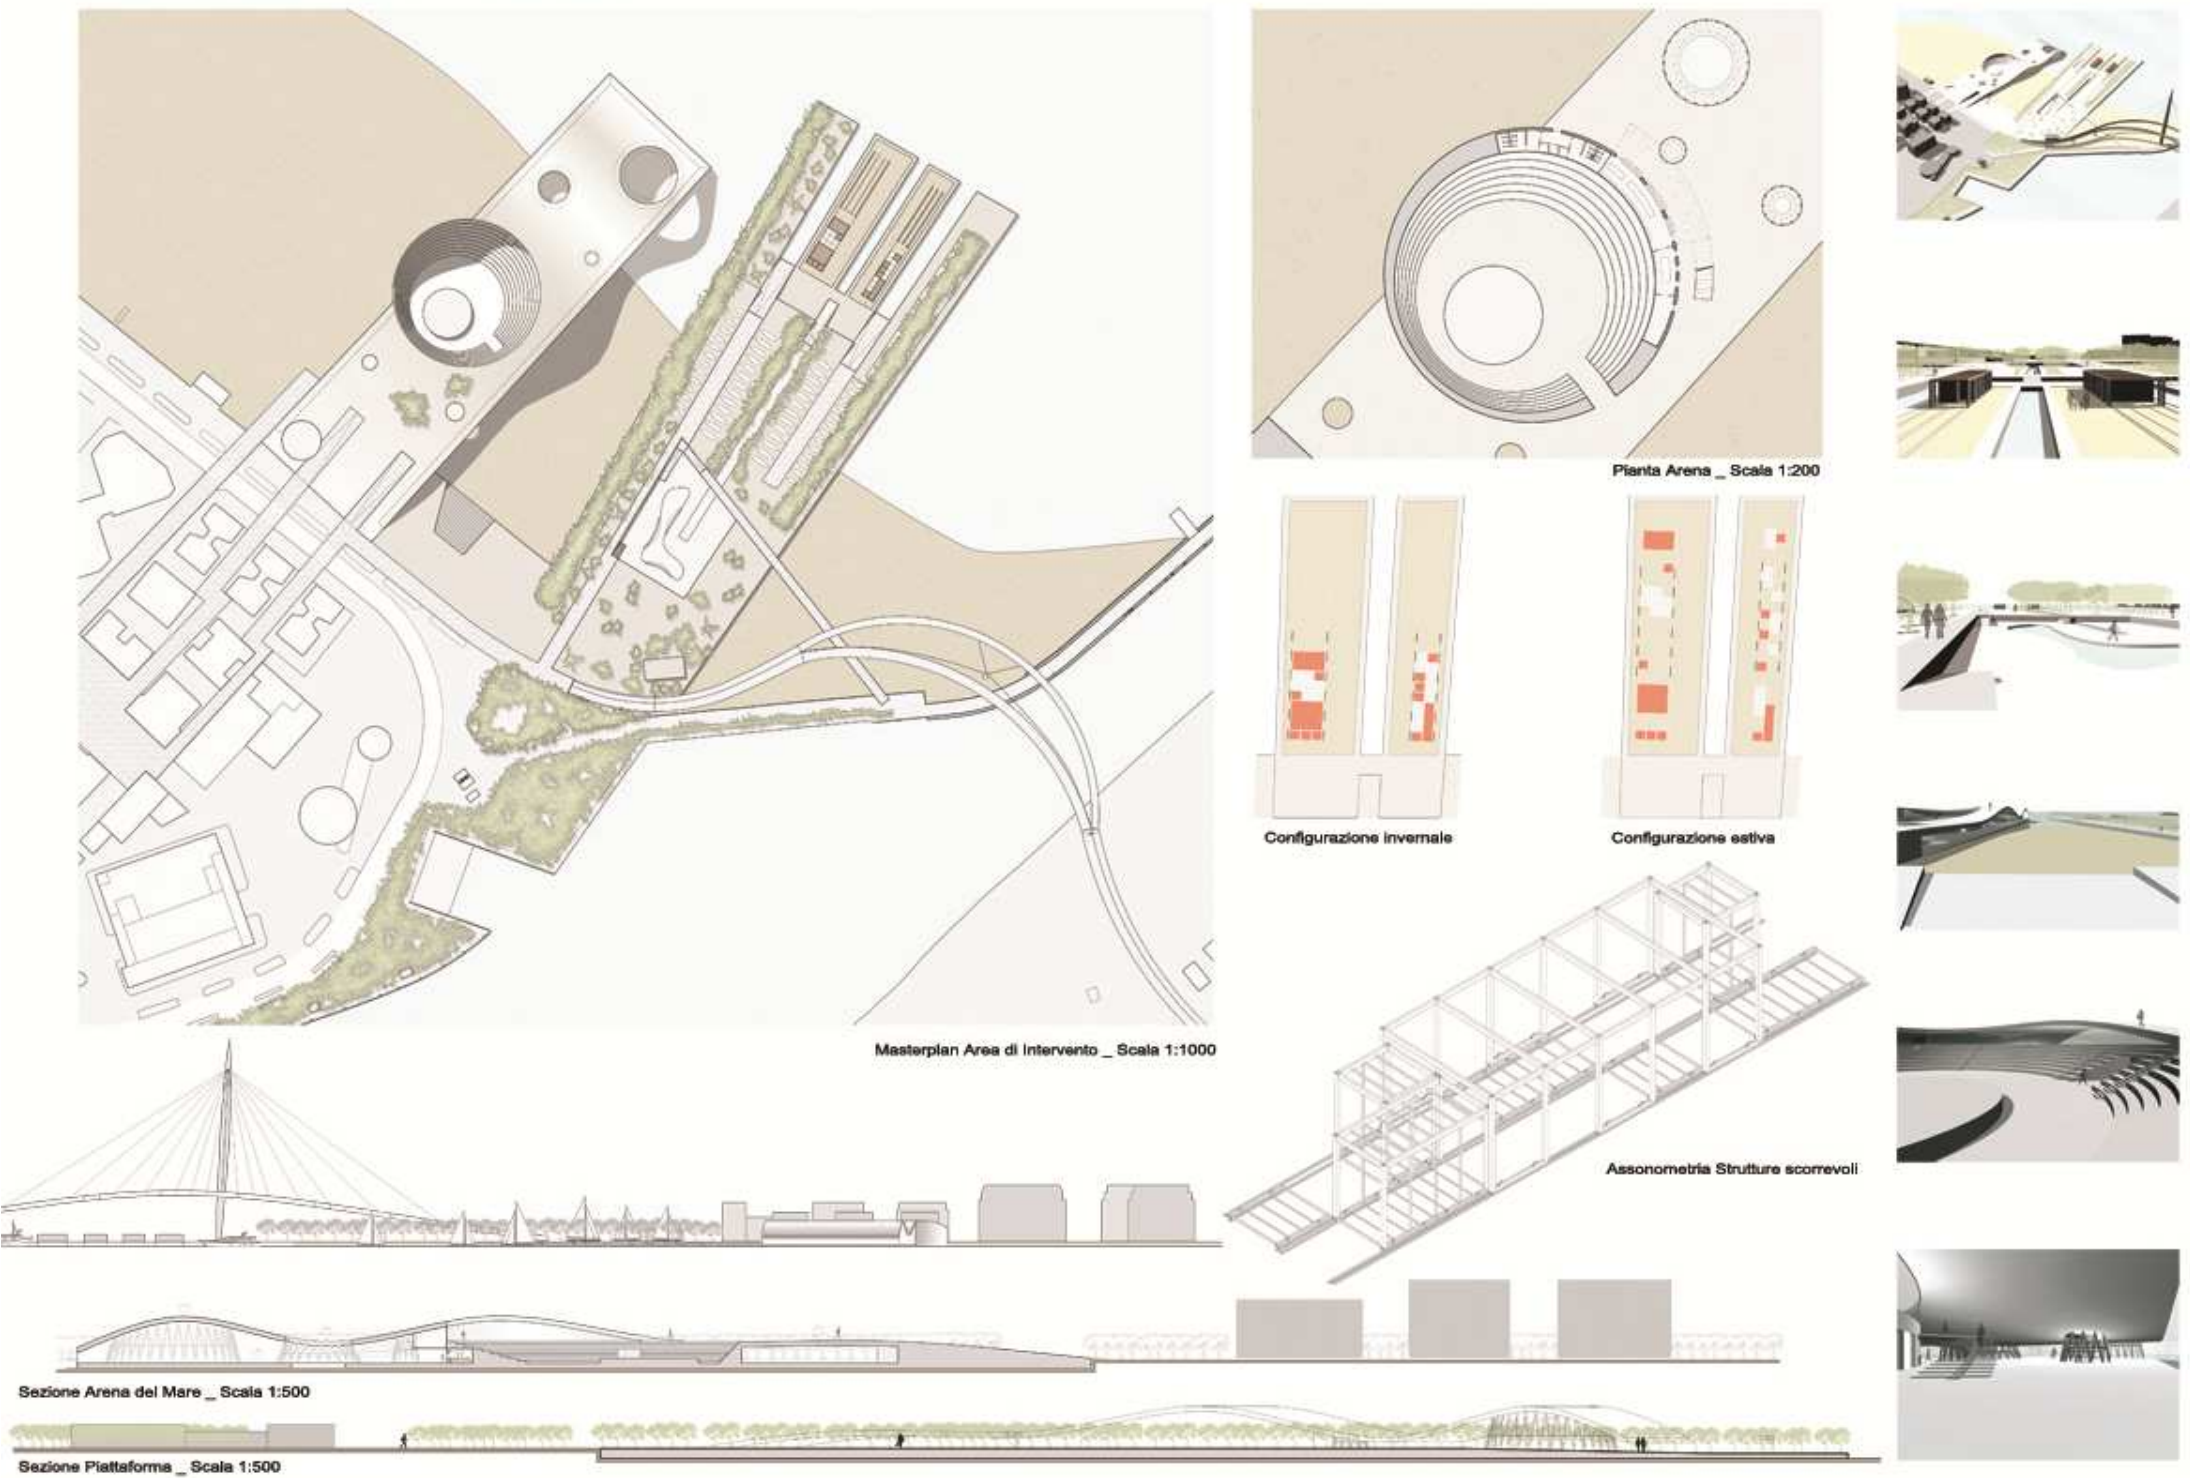 Pianta Arena _ Scala 1:200
Configurazione invernale
Configurazione estiva
Masterplan Area di Intervento _ Scala 1:1000
Assonometria Strutture scorrevoli
Sezione Arena del Mare _ Scala 1:500
Sezione Piattaforma _ Scala 1:500